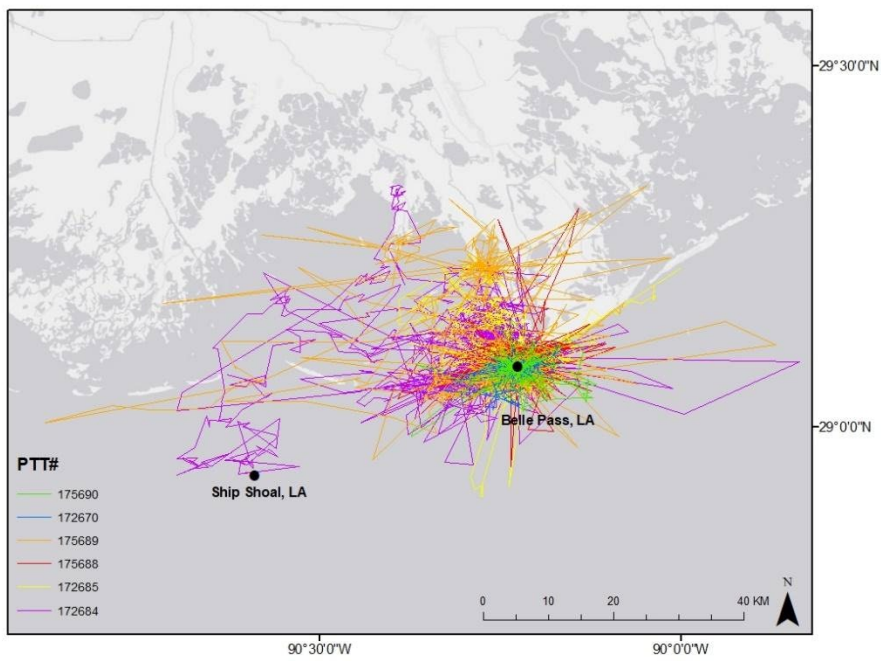 29°30'0"N
29°0'0"N
Belle Pass, LA
Ship Shoal, LA
PTT#
175690
172670
175689
175688
172685
172684
N
0 10 20 40 KM
90°30'0"W 90°0'0"W